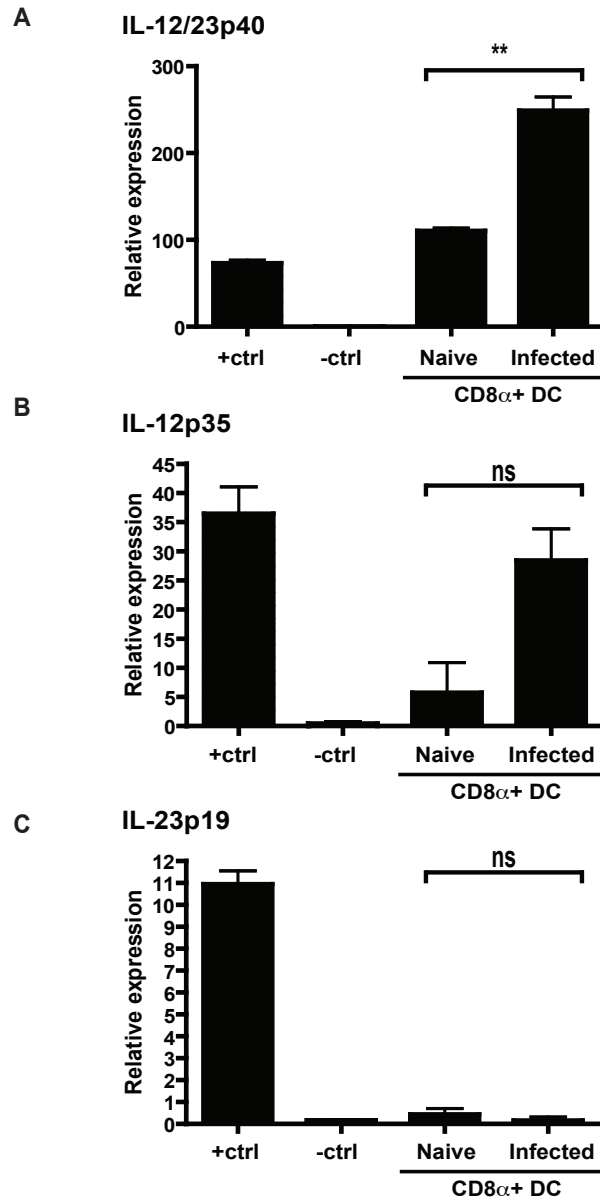 A
IL-12/23p40
**
300
200
100
0
Relative expression
+ctrl -ctrl Naive Infected
CD8α+ DC
B
IL-12p35
ns
45
40
35
30
25
20
15
10
5
0
Relative expression
+ctrl -ctrl Naive Infected
CD8α+ DC
C
IL-23p19
ns
12
11
10
9
8
7
6
5
4
3
2
1
0
Relative expression
+ctrl -ctrl Naive Infected
CD8α+ DC